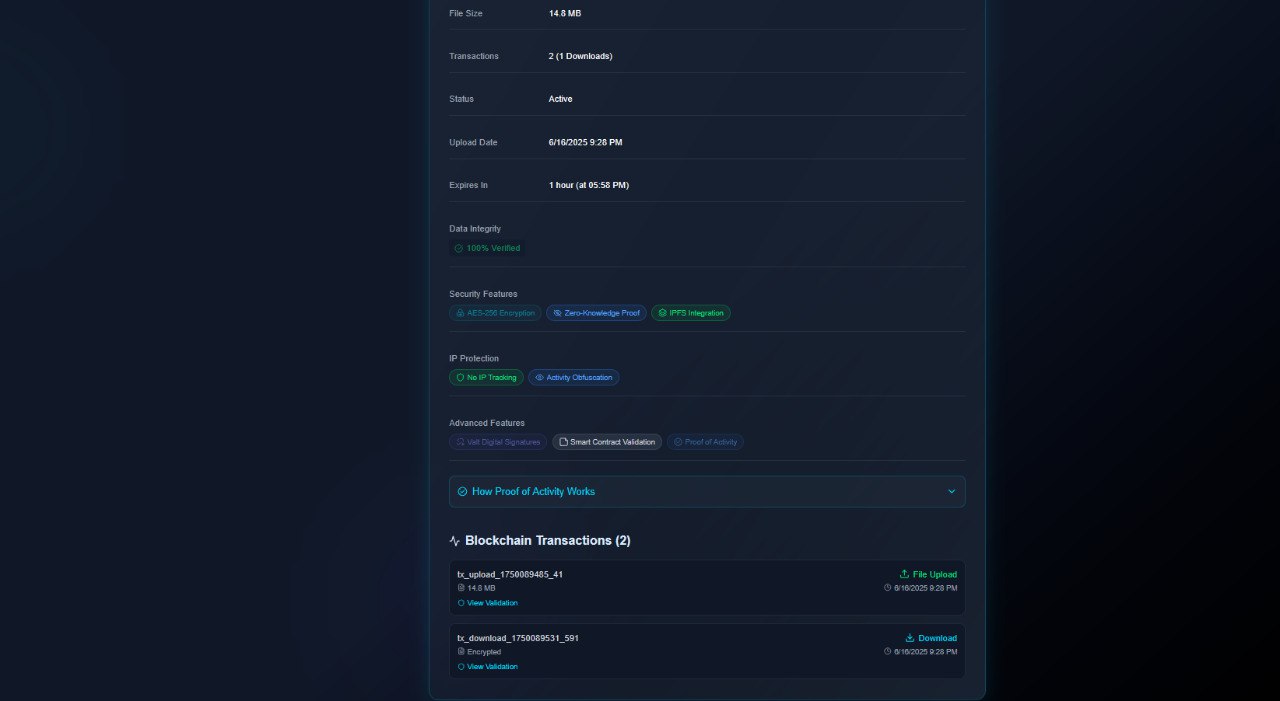 File Size 14.8 MB
Transactions 2 (1 Downloads)
Status Active
Upload Date 6/16/2025 9:28 PM
Expires In 1 hour (at 05:58 PM)
Data Integrity
100% Verified
Security Features
AES-256 Encryption Zero-Knowledge Proof IPFS Integration
IP Protection
No IP Tracking Activity Obfuscation
Advanced Features
Valt Digital Signatures Smart Contract Validation Proof of Activity
How Proof of Activity Works
Blockchain Transactions (2)
tx_upload_1750089485_41 File Upload
14.8 MB 6/16/2025 9:28 PM
View Validation
tx_download_1750089531_591 Download
Encrypted 6/16/2025 9:28 PM
View Validation